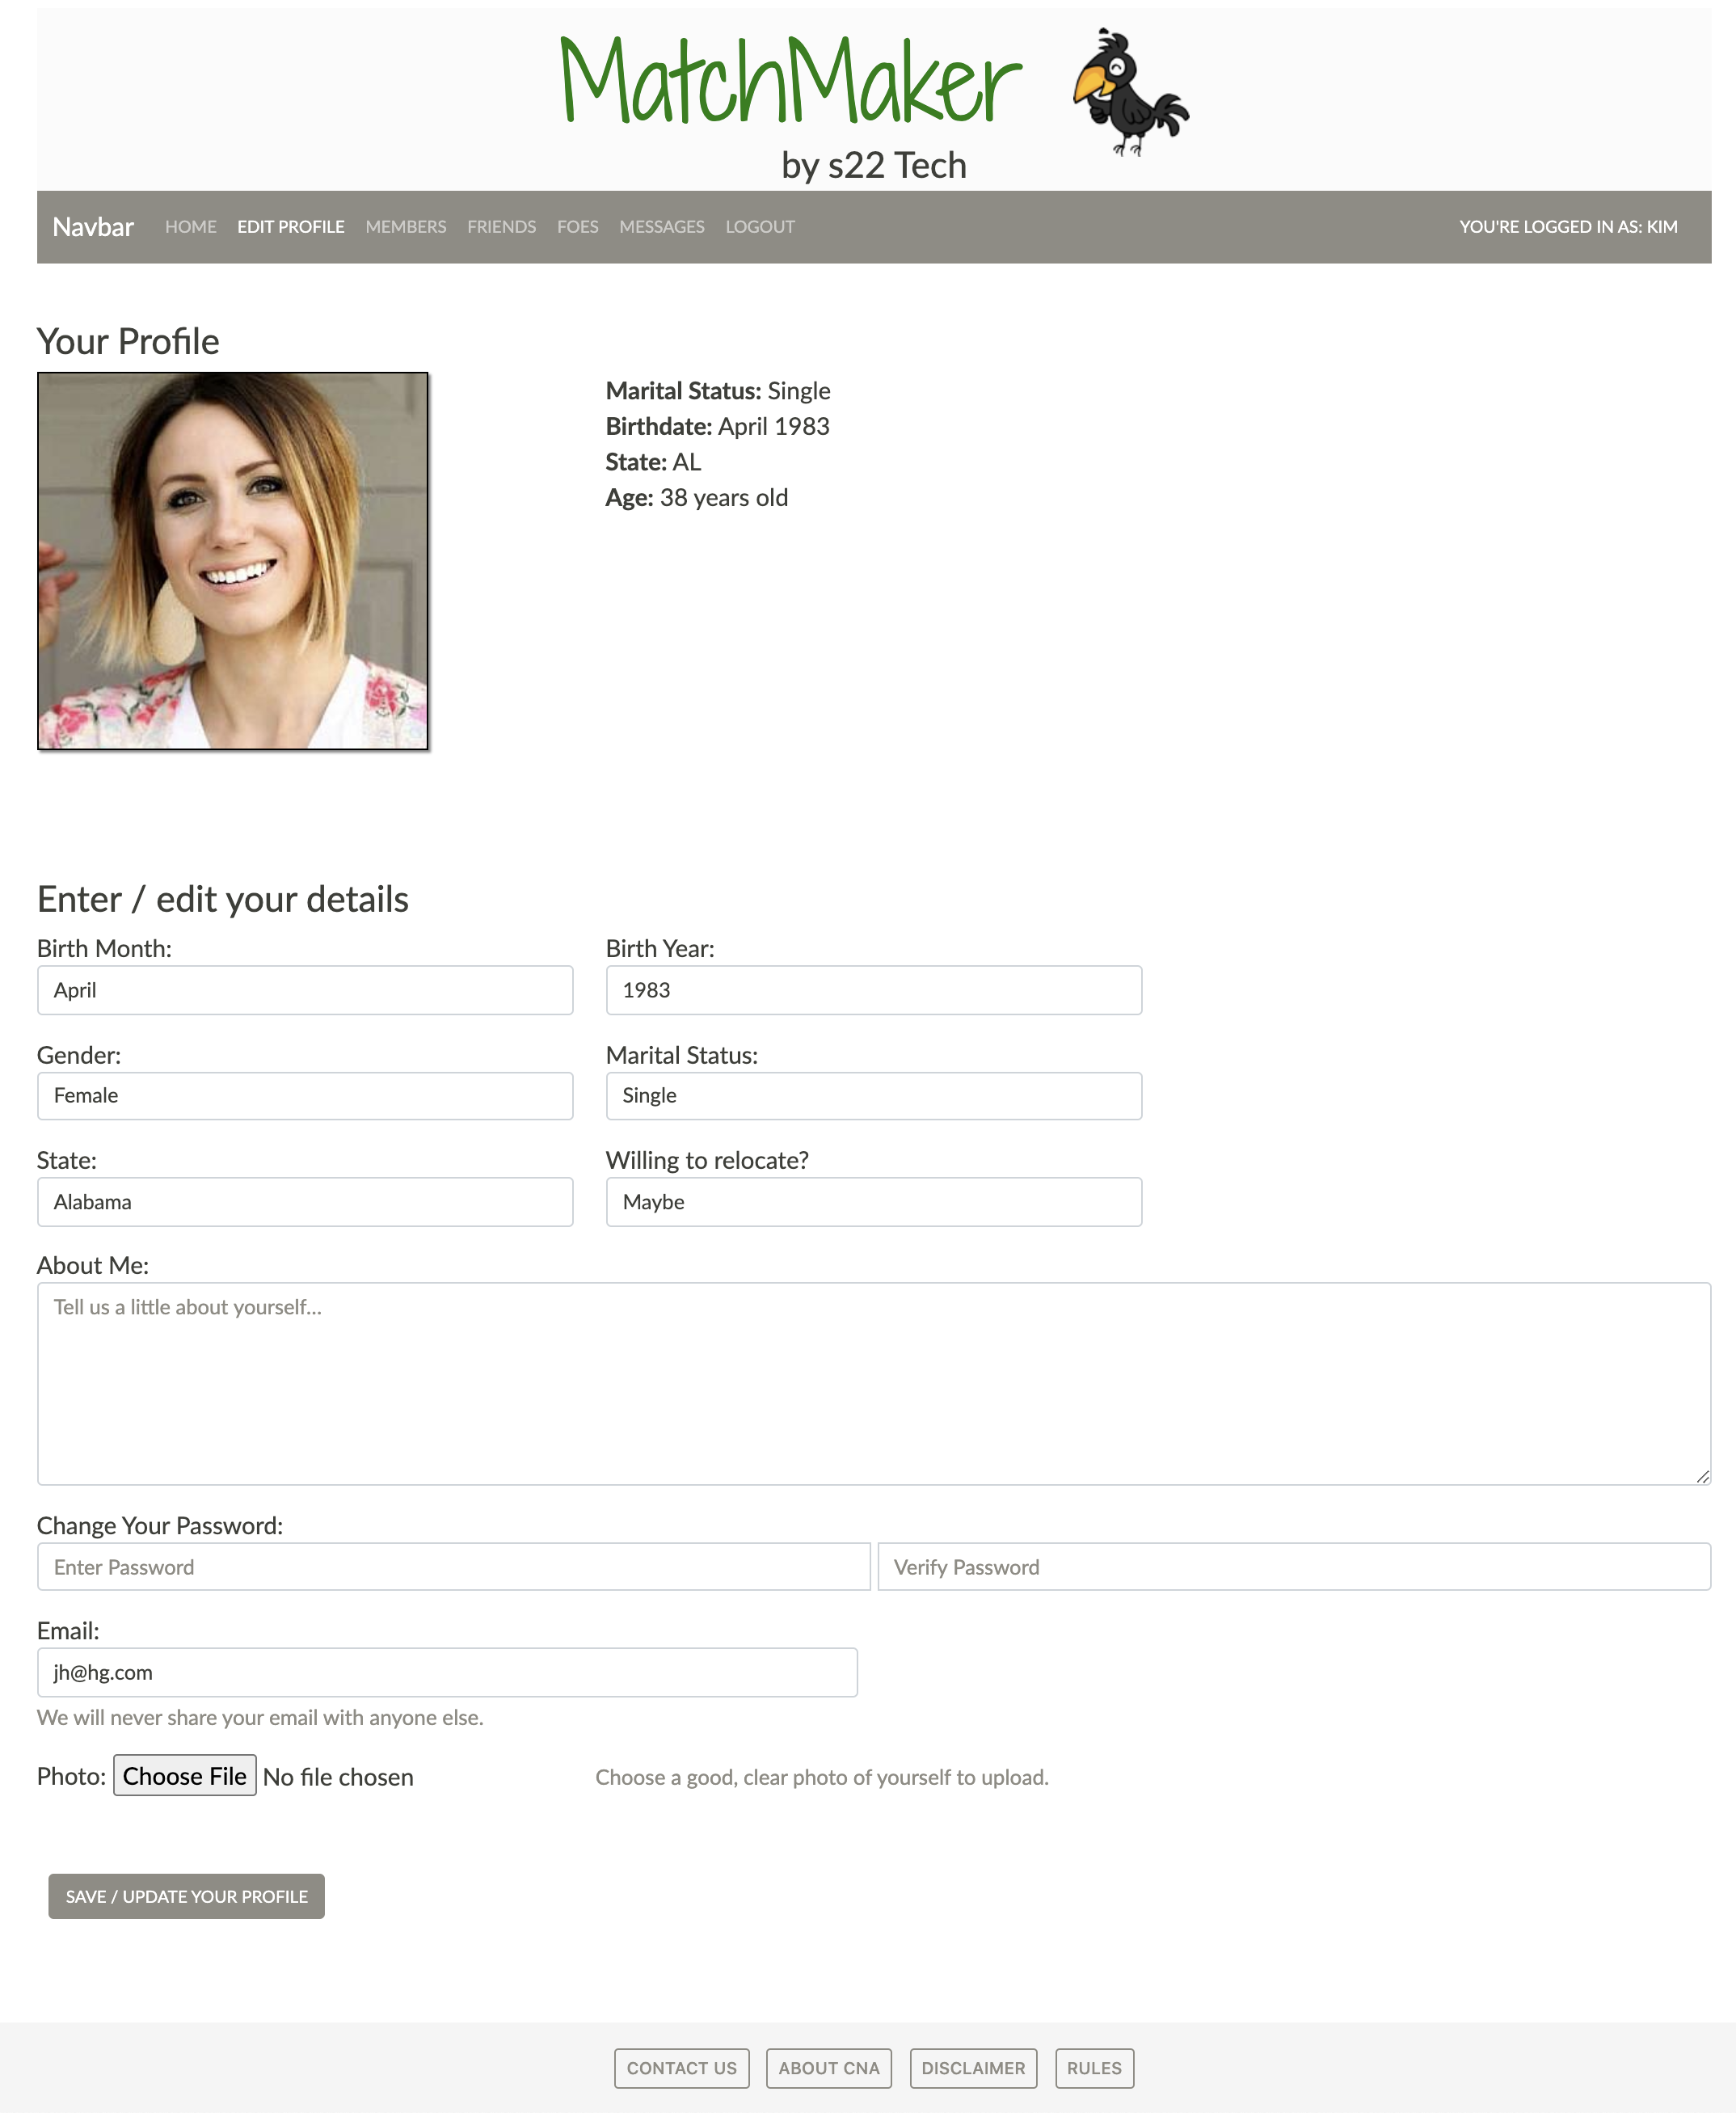 MatchMaker
by s22 Tech
Navbar HOME EDIT PROFILE MEMBERS FRIENDS FOES MESSAGES LOGOUT YOU'RE LOGGED IN AS: KIM
Your Profile
Marital Status: Single
Birthdate: April 1983
State: AL
Age: 38 years old
Enter / edit your details
Birth Month: Birth Year:
April 1983
Gender: Marital Status:
Female Single
State: Willing to relocate?
Alabama Maybe
About Me:
Tell us a little about yourself...
Change Your Password:
Enter Password Verify Password
Email:
jh@hg.com
We will never share your email with anyone else.
Photo: Choose File No file chosen Choose a good, clear photo of yourself to upload.
SAVE / UPDATE YOUR PROFILE
CONTACT US ABOUT CNA DISCLAIMER RULES